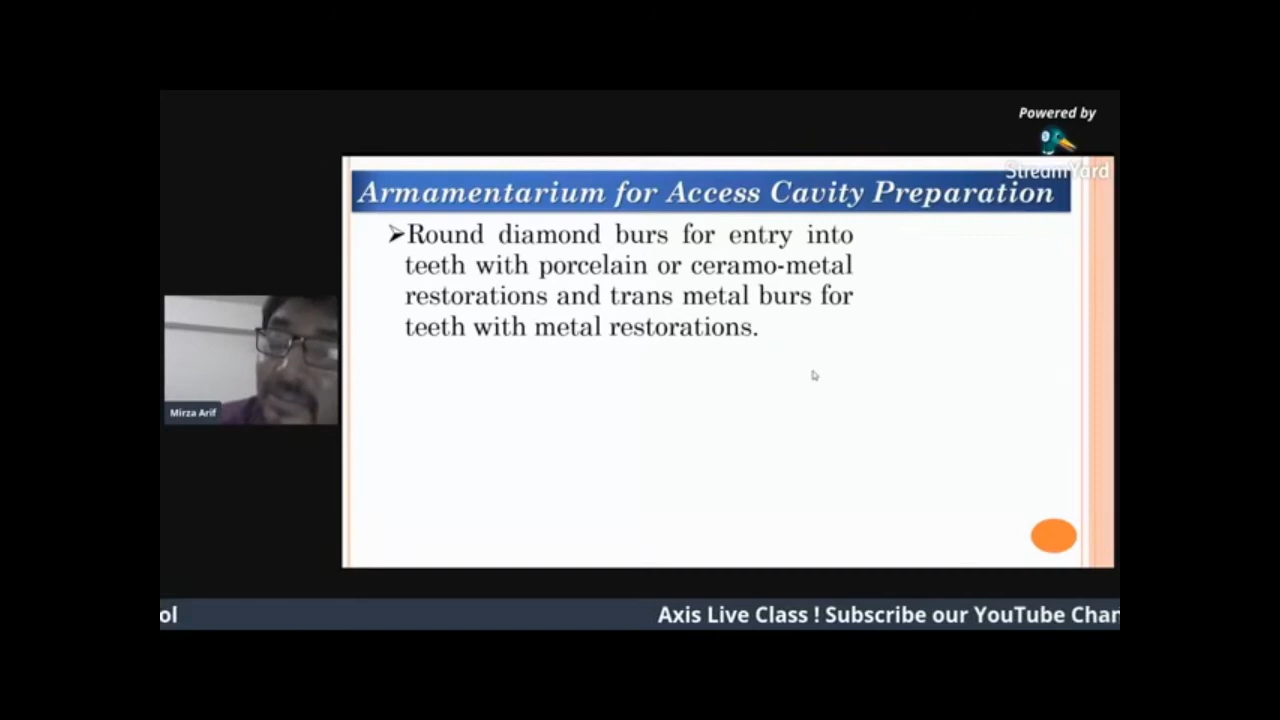 Powered by
StreamYard
Armamentarium for Access Cavity Preparation
➢Round diamond burs for entry into
teeth with porcelain or ceramo-metal
restorations and trans metal burs for
teeth with metal restorations.
Mirza Arif
ol
Axis Live Class ! Subscribe our YouTube Chan